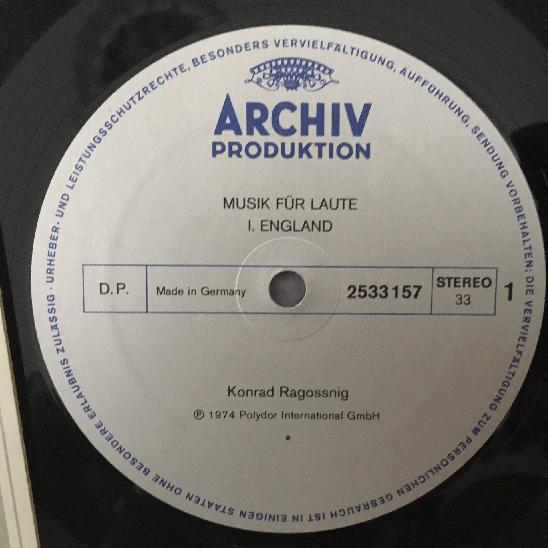 URHEBER- UND LEISTUNGSSCHUTZRECHTE, BESONDERS VERVIELFÄLTIGUNG, AUFFÜHRUNG, SENDUNG VORBEHALTEN; DIE VERVIELFÄLTIGUNG ZUM PERSÖNLICHEN GEBRAUCH IST IN EINIGEN STAATEN OHNE BESONDERE ERLAUBNIS ZULÄSSIG ·
ARCHIV
PRODUKTION
MUSIK FÜR LAUTE
I. ENGLAND
D.P. Made in Germany 2533157 STEREO 33 1
Konrad Ragossnig
℗ 1974 Polydor International GmbH
*